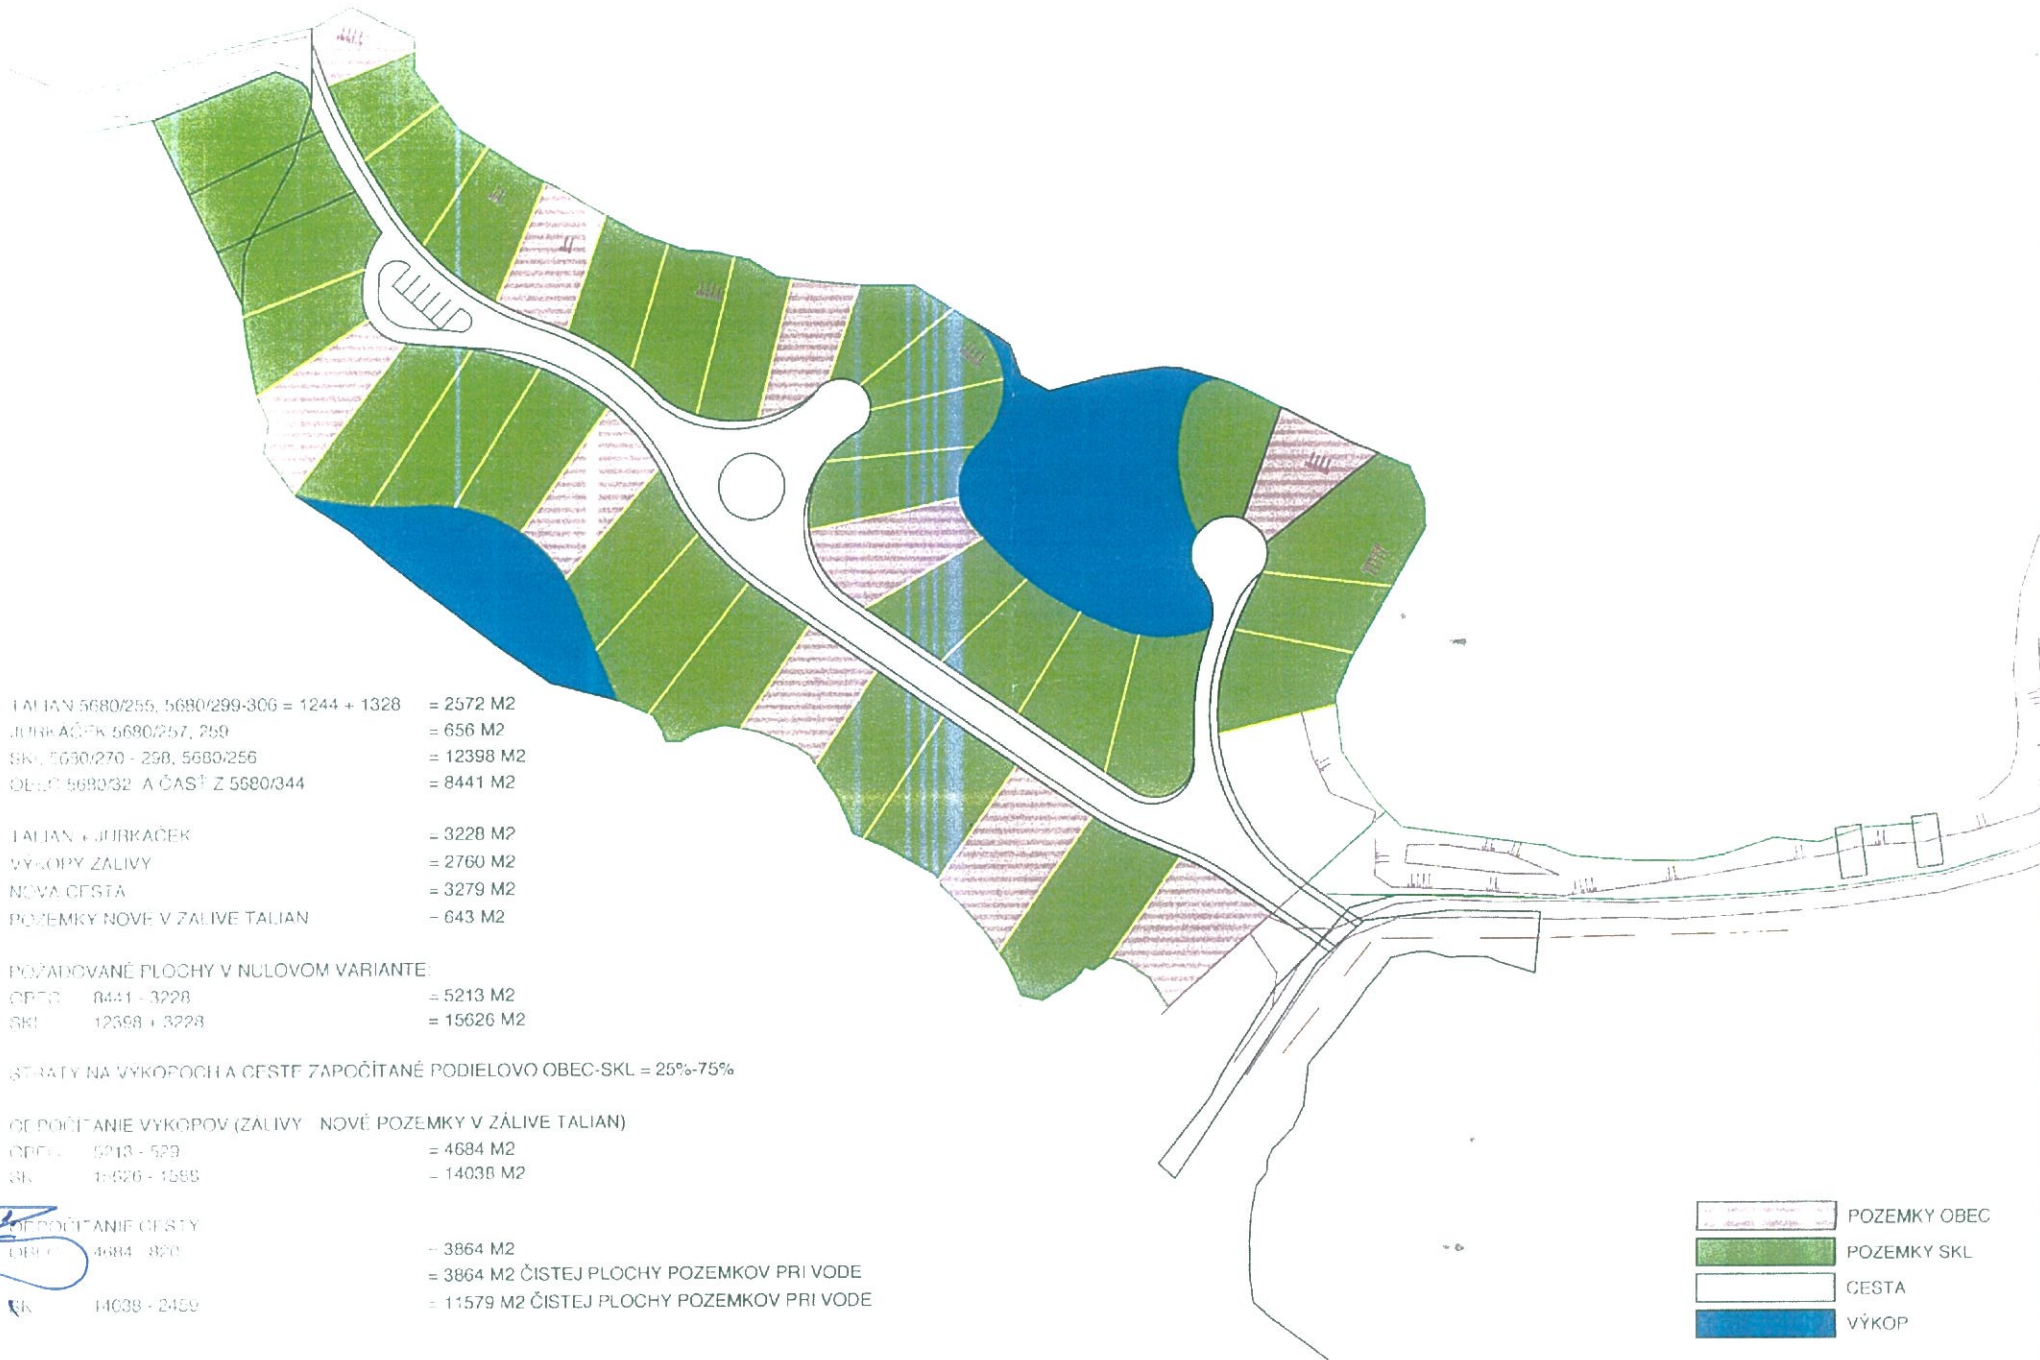 TALIAN 5680/255, 5680/299-306 = 1244 + 1328 = 2572 M2
JURKÁČEK 5680/257, 259 = 656 M2
SKL 5680/270 - 298, 5680/256 = 12398 M2
OBEC 5680/32 A ČASŤ Z 5680/344 = 8441 M2
TALIAN + JURKAČEK = 3228 M2
VÝKOPY ZÁLIVY = 2760 M2
NOVA CESTA = 3279 M2
POZEMKY NOVÉ V ZÁLIVE TALIAN = 643 M2
POŽADOVANÉ PLOCHY V NULOVOM VARIANTE:
OBEC 8441 - 3228 = 5213 M2
SKL 12398 + 3228 = 15626 M2
STRATY NA VÝKOPOCH A CESTE ZAPOČÍTANÉ PODIELOVO OBEC-SKL = 25%-75%
ODPOČÍTANIE VÝKOPOV (ZÁLIVY - NOVÉ POZEMKY V ZÁLIVE TALIAN)
OBEC 5213 - 529 = 4684 M2
SKL 15626 - 1588 = 14038 M2
ODPOČÍTANIE CESTY
OBEC 4684 - 820 = 3864 M2
= 3864 M2 ČISTEJ PLOCHY POZEMKOV PRI VODE
SKL 14038 - 2459 = 11579 M2 ČISTEJ PLOCHY POZEMKOV PRI VODE
POZEMKY OBEC
POZEMKY SKL
CESTA
VÝKOP